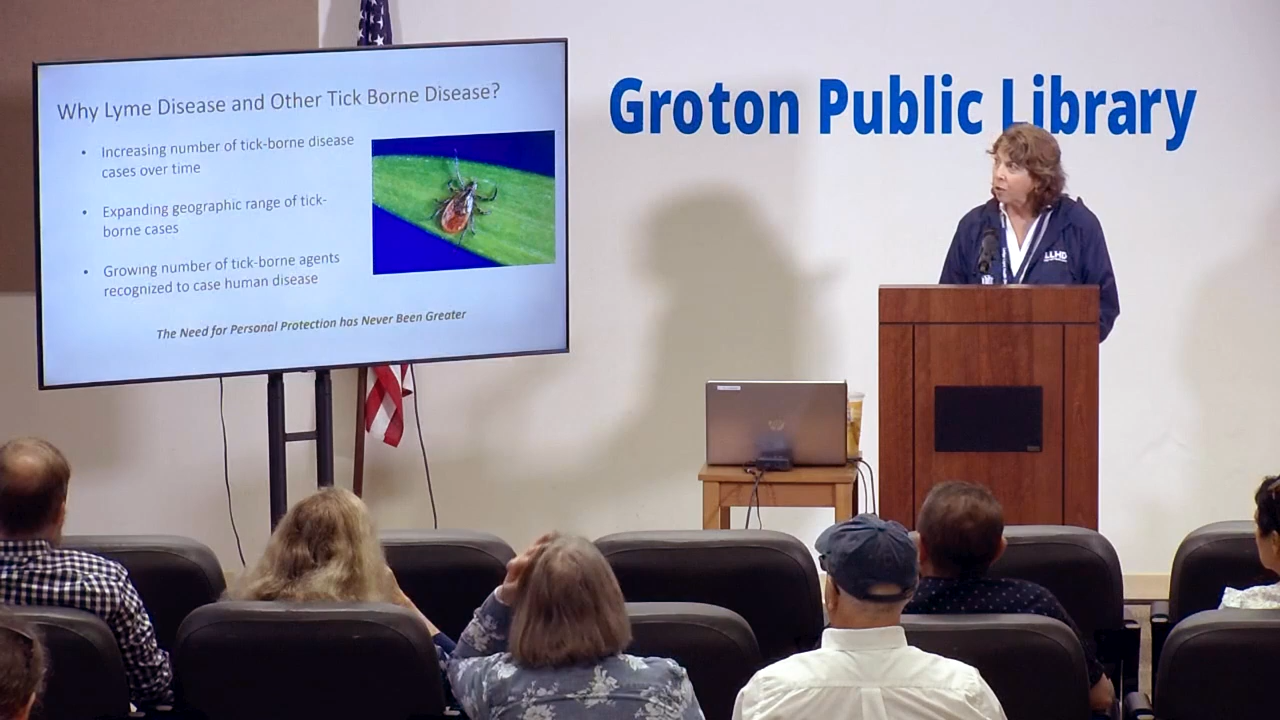 Groton Public Library
Why Lyme Disease and Other Tick Borne Disease?
• Increasing number of tick-borne disease
cases over time
• Expanding geographic range of tick-
borne cases
• Growing number of tick-borne agents
recognized to case human disease
The Need for Personal Protection has Never Been Greater
LLHD